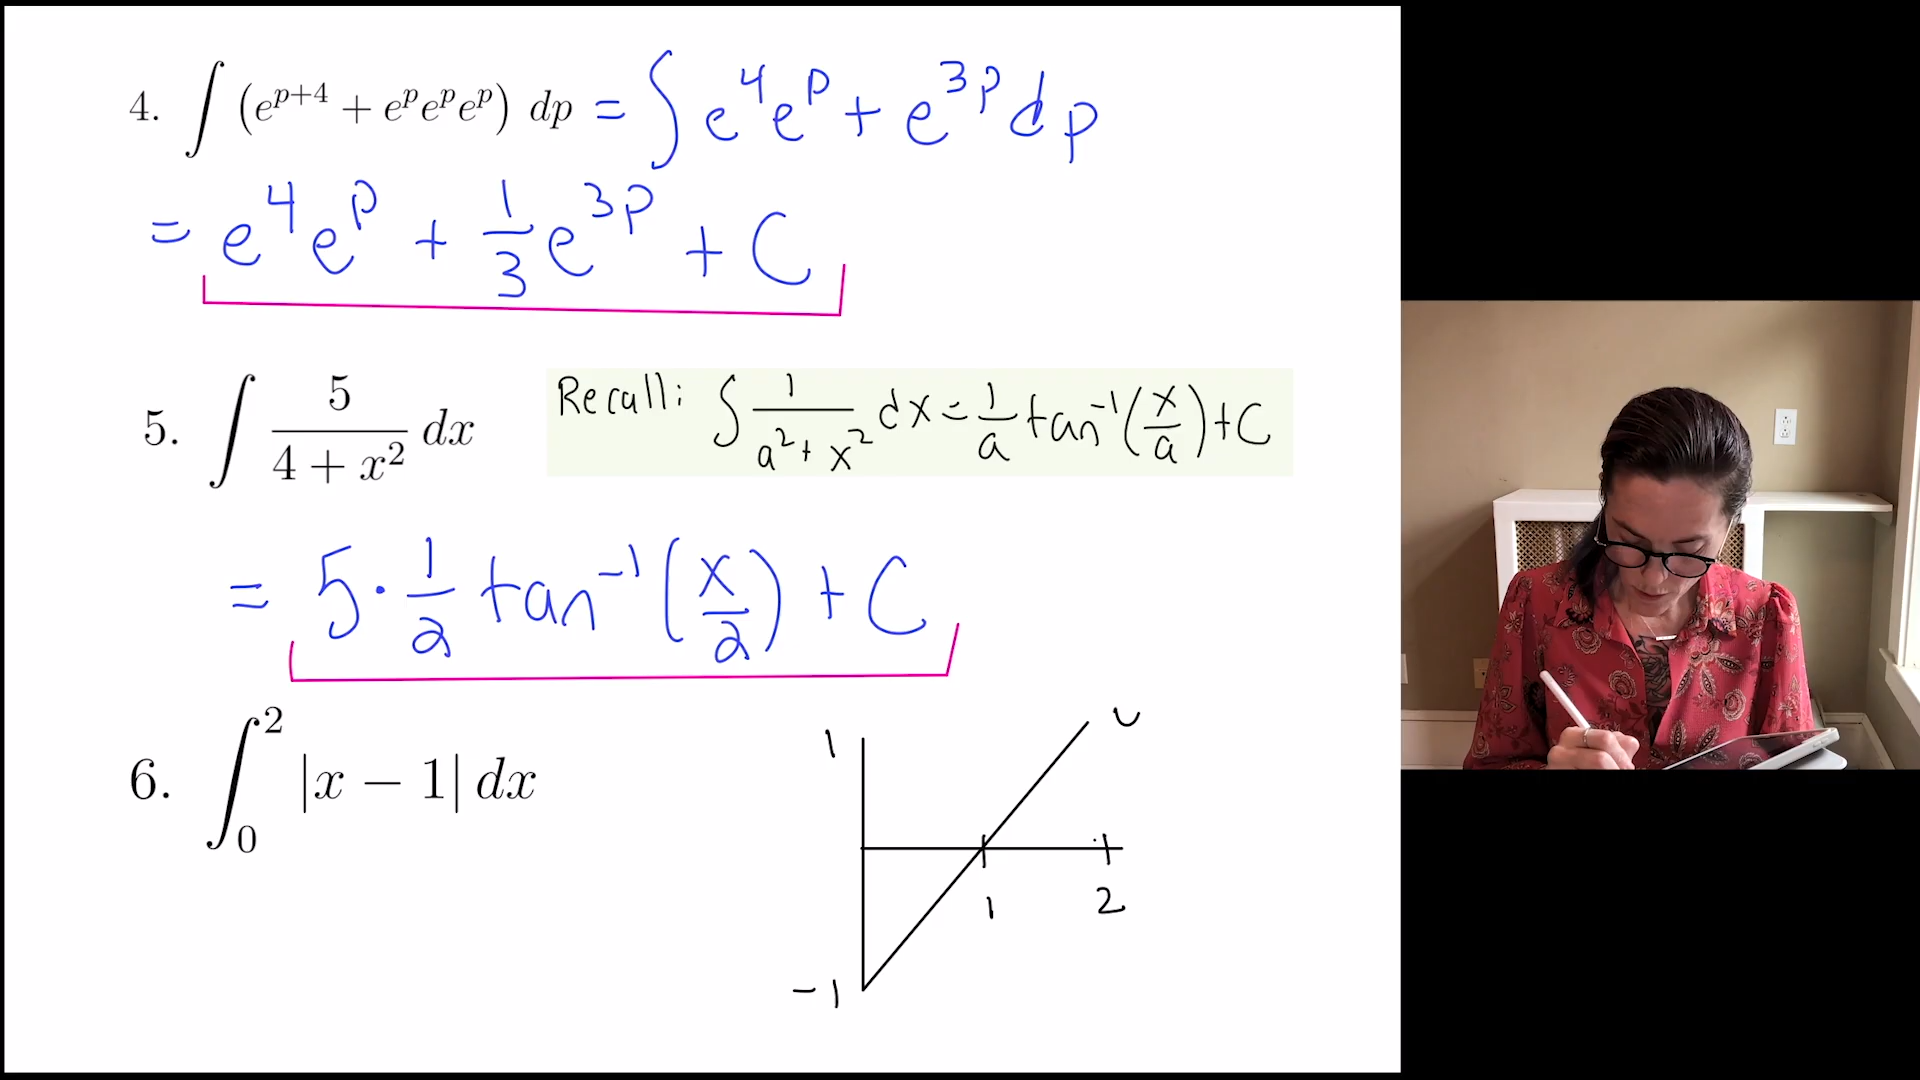 4. ∫ (e^{p+4} + e^p e^p e^p) dp = ∫ e^4 e^p + e^{3p} dp
= e^4 e^p + 1/3 e^{3p} + C
5. ∫ 5/(4 + x^2) dx
Recall: ∫ 1/(a^2 + x^2) dx = 1/a tan^{-1}(x/a) + C
= 5 · 1/2 tan^{-1}(x/2) + C
6. ∫_0^2 |x − 1| dx
1
1 2
-1